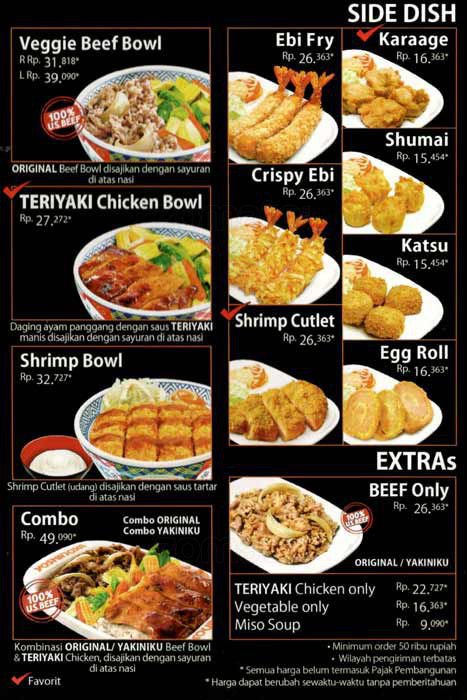 SIDE DISH
Veggie Beef Bowl
R Rp. 31.818*
L Rp. 39.090*
100%
U.S BEEF
ORIGINAL Beef Bowl disajikan dengan sayuran
di atas nasi
TERIYAKI Chicken Bowl
Rp. 27.272*
Daging ayam panggang dengan saus TERIYAKI
manis disajikan dengan sayuran di atas nasi
Shrimp Bowl
Rp. 32.727*
Shrimp Cutlet (udang) disajikan dengan saus tartar
di atas nasi
Combo
Rp. 49.090*
Combo ORIGINAL
Combo YAKINIKU
100%
U.S BEEF
Kombinasi ORIGINAL/ YAKINIKU Beef Bowl
& TERIYAKI Chicken, disajikan dengan sayuran
di atas nasi
Favorit
Ebi Fry
Rp. 26.363*
Karaage
Rp. 16.363*
Shumai
Rp. 15.454*
Crispy Ebi
Rp. 26.363*
Katsu
Rp. 15.454*
Shrimp Cutlet
Rp. 26.363*
Egg Roll
Rp. 16.363*
EXTRAs
BEEF Only
Rp. 26.363*
100%
U.S BEEF
ORIGINAL / YAKINIKU
TERIYAKI Chicken only Rp. 22.727*
Vegetable only Rp. 16.363*
Miso Soup Rp. 9.090*
• Minimum order 50 ribu rupiah
• Wilayah pengiriman terbatas
* Semua harga belum termasuk Pajak Pembangunan
* Harga dapat berubah sewaktu-waktu tanpa pemberitahuan